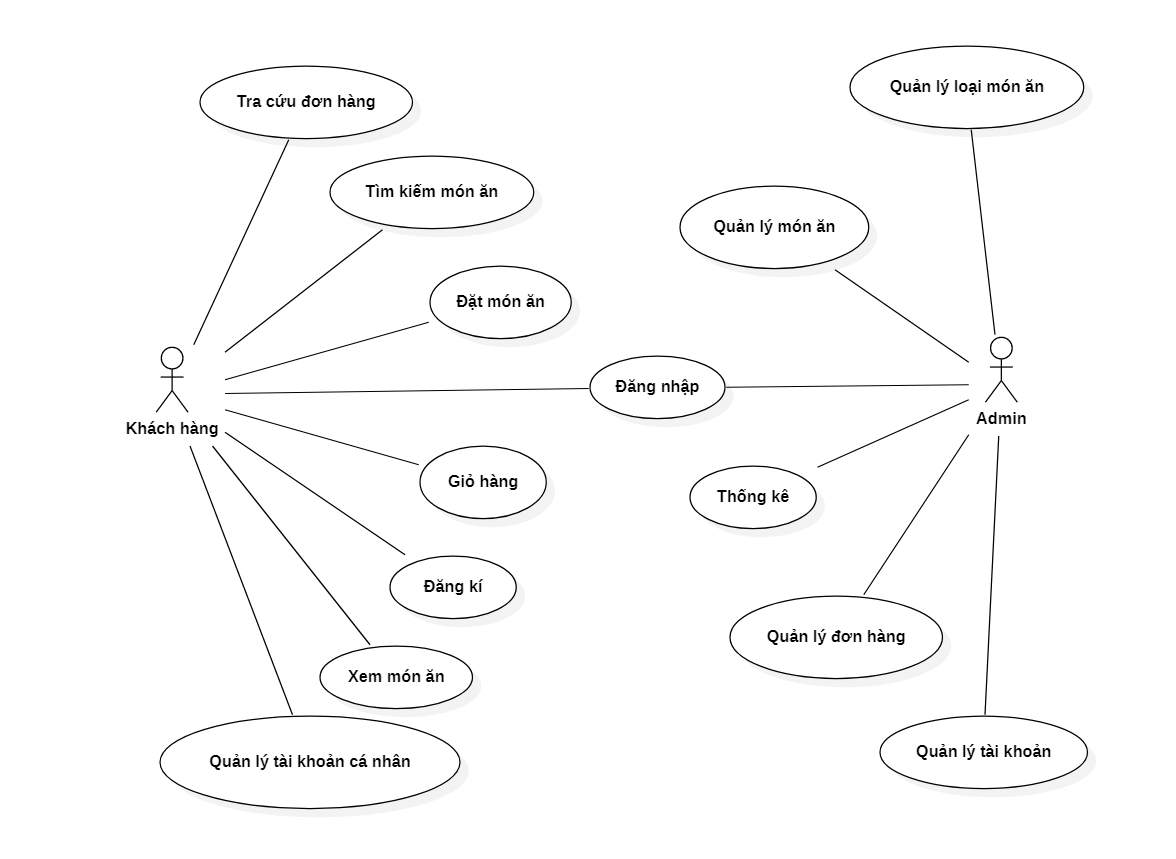 Quản lý loại món ăn
Tra cứu đơn hàng
Tìm kiếm món ăn
Quản lý món ăn
Đặt món ăn
Đăng nhập
Khách hàng
Admin
Giỏ hàng
Thống kê
Đăng kí
Quản lý đơn hàng
Xem món ăn
Quản lý tài khoản
Quản lý tài khoản cá nhân